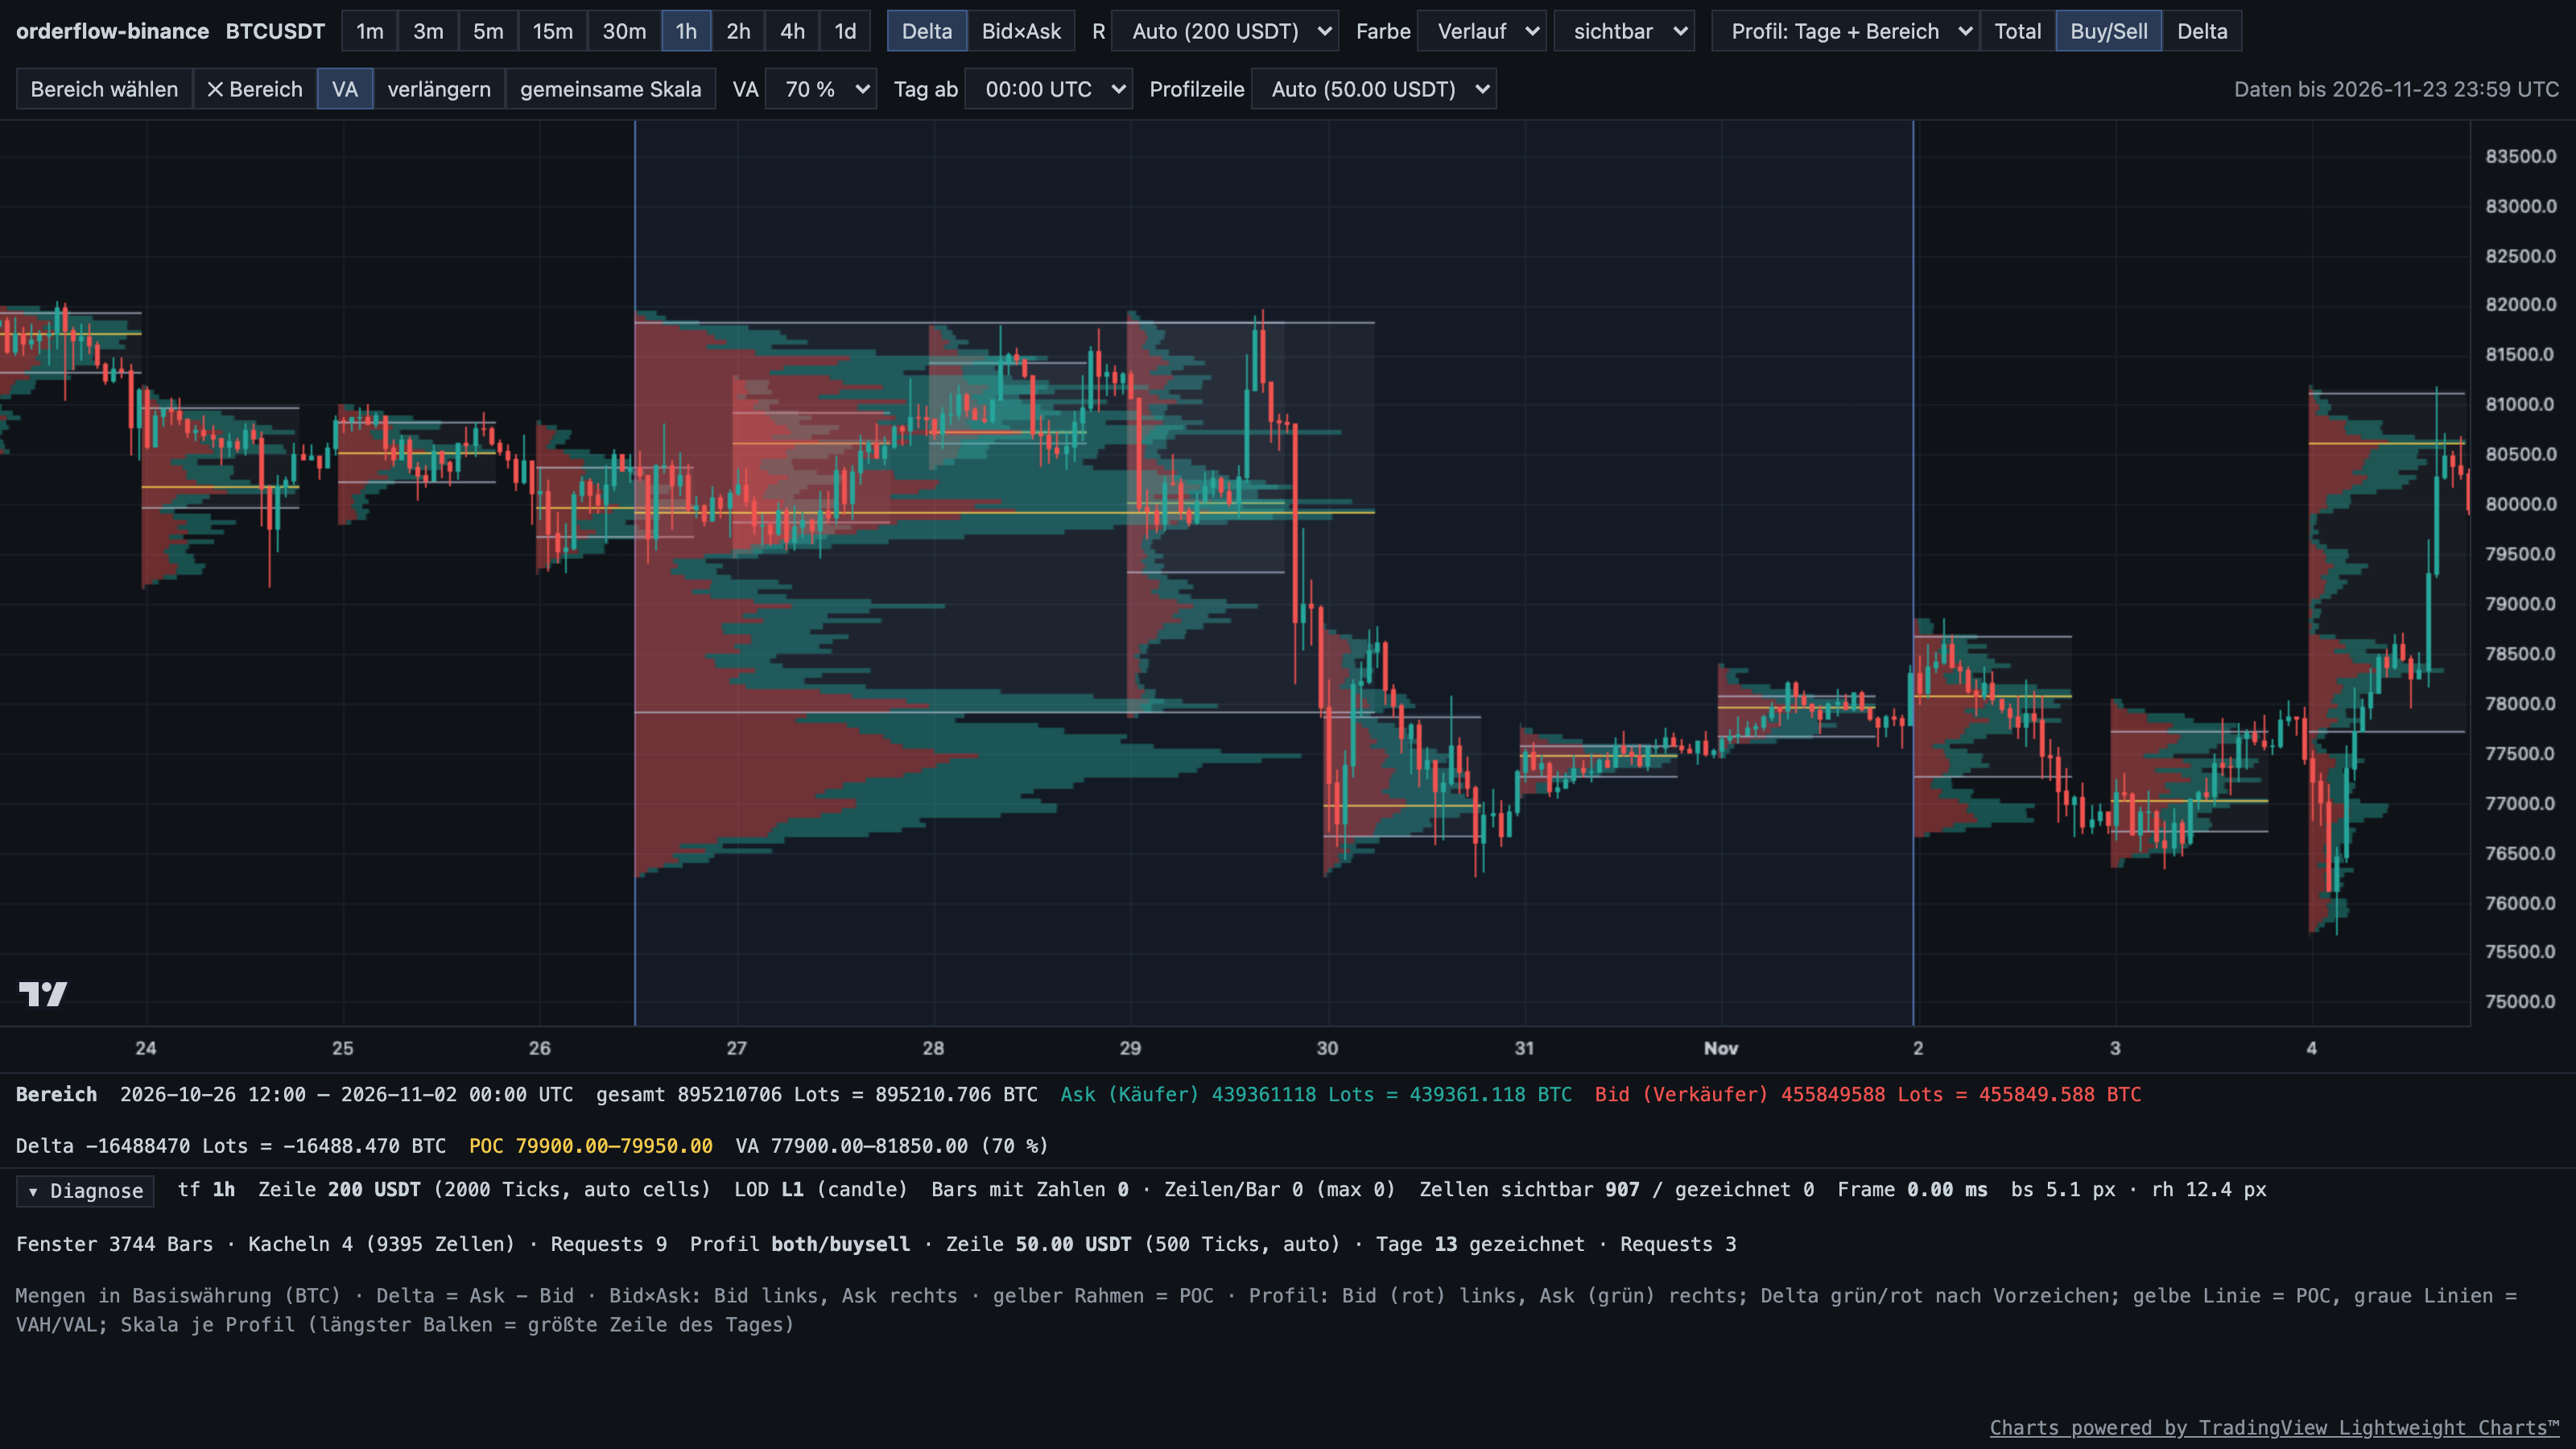 orderflow-binance BTCUSDT 1m 3m 5m 15m 30m 1h 2h 4h 1d Delta Bid×Ask R Auto (200 USDT) Farbe Verlauf sichtbar Profil: Tage + Bereich Total Buy/Sell Delta
Bereich wählen ✕ Bereich VA verlängern gemeinsame Skala VA 70 % Tag ab 00:00 UTC Profilzeile Auto (50.00 USDT) Daten bis 2026-11-23 23:59 UTC
83500.0
83000.0
82500.0
82000.0
81500.0
81000.0
80500.0
80000.0
79500.0
79000.0
78500.0
78000.0
77500.0
77000.0
76500.0
76000.0
75500.0
75000.0
24 25 26 27 28 29 30 31 Nov 2 3 4
Bereich 2026-10-26 12:00 – 2026-11-02 00:00 UTC gesamt 895210706 Lots = 895210.706 BTC Ask (Käufer) 439361118 Lots = 439361.118 BTC Bid (Verkäufer) 455849588 Lots = 455849.588 BTC
Delta −16488470 Lots = −16488.470 BTC POC 79900.00–79950.00 VA 77900.00–81850.00 (70 %)
▾ Diagnose tf 1h Zeile 200 USDT (2000 Ticks, auto cells) LOD L1 (candle) Bars mit Zahlen 0 · Zeilen/Bar 0 (max 0) Zellen sichtbar 907 / gezeichnet 0 Frame 0.00 ms bs 5.1 px · rh 12.4 px
Fenster 3744 Bars · Kacheln 4 (9395 Zellen) · Requests 9 Profil both/buysell · Zeile 50.00 USDT (500 Ticks, auto) · Tage 13 gezeichnet · Requests 3
Mengen in Basiswährung (BTC) · Delta = Ask − Bid · Bid×Ask: Bid links, Ask rechts · gelber Rahmen = POC · Profil: Bid (rot) links, Ask (grün) rechts; Delta grün/rot nach Vorzeichen; gelbe Linie = POC, graue Linien =
VAH/VAL; Skala je Profil (längster Balken = größte Zeile des Tages)
Charts powered by TradingView Lightweight Charts™